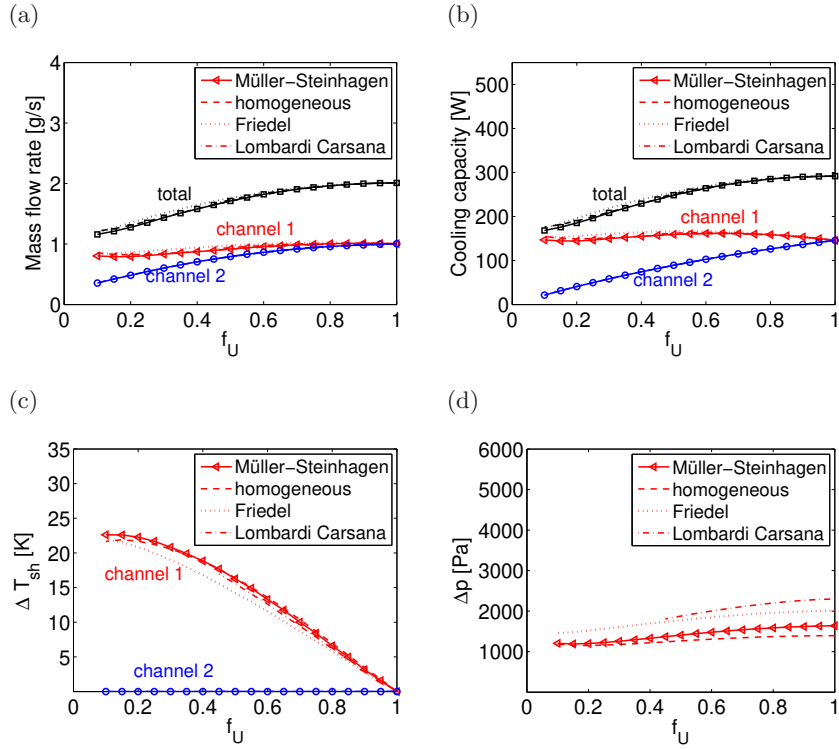 (a)
4
3
2
1
0
0
0.2
0.4
0.6
0.8
1
Mass flow rate [g/s]
f_U
Müller−Steinhagen
homogeneous
Friedel
Lombardi Carsana
total
channel 1
channel 2
(b)
500
400
300
200
100
0
0
0.2
0.4
0.6
0.8
1
Cooling capacity [W]
f_U
Müller−Steinhagen
homogeneous
Friedel
Lombardi Carsana
total
channel 1
channel 2
(c)
35
30
25
20
15
10
5
0
0.2
0.4
0.6
0.8
1
Δ T_sh [K]
f_U
Müller−Steinhagen
homogeneous
Friedel
Lombardi Carsana
channel 1
channel 2
(d)
6000
5000
4000
3000
2000
1000
0
0.2
0.4
0.6
0.8
1
Δp [Pa]
f_U
Müller−Steinhagen
homogeneous
Friedel
Lombardi Carsana